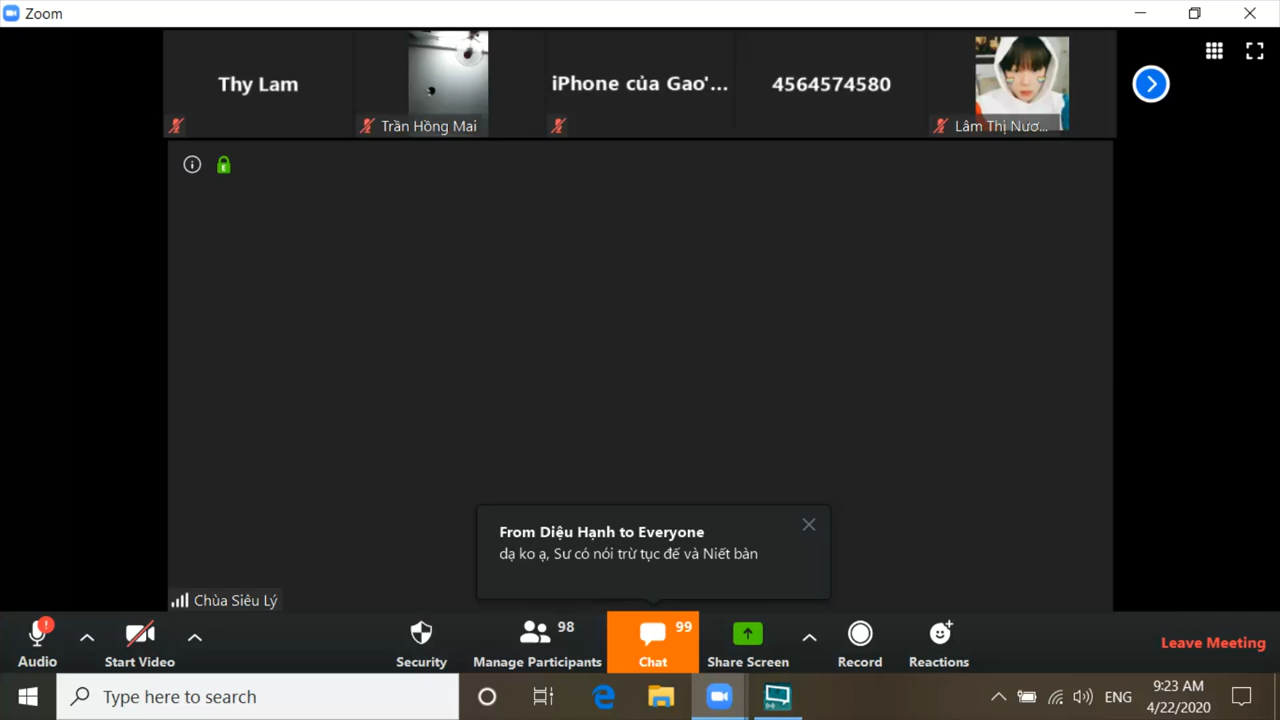 Zoom
Thy Lam
Trần Hồng Mai
iPhone của Gao'...
4564574580
Lâm Thị Nươ...
From Diệu Hạnh to Everyone
dạ ko ạ, Sư có nói trừ tục đế và Niết bàn
Chùa Siêu Lý
Audio
Start Video
Security
98
Manage Participants
99
Chat
Share Screen
Record
Reactions
Leave Meeting
Type here to search
ENG
9:23 AM
4/22/2020